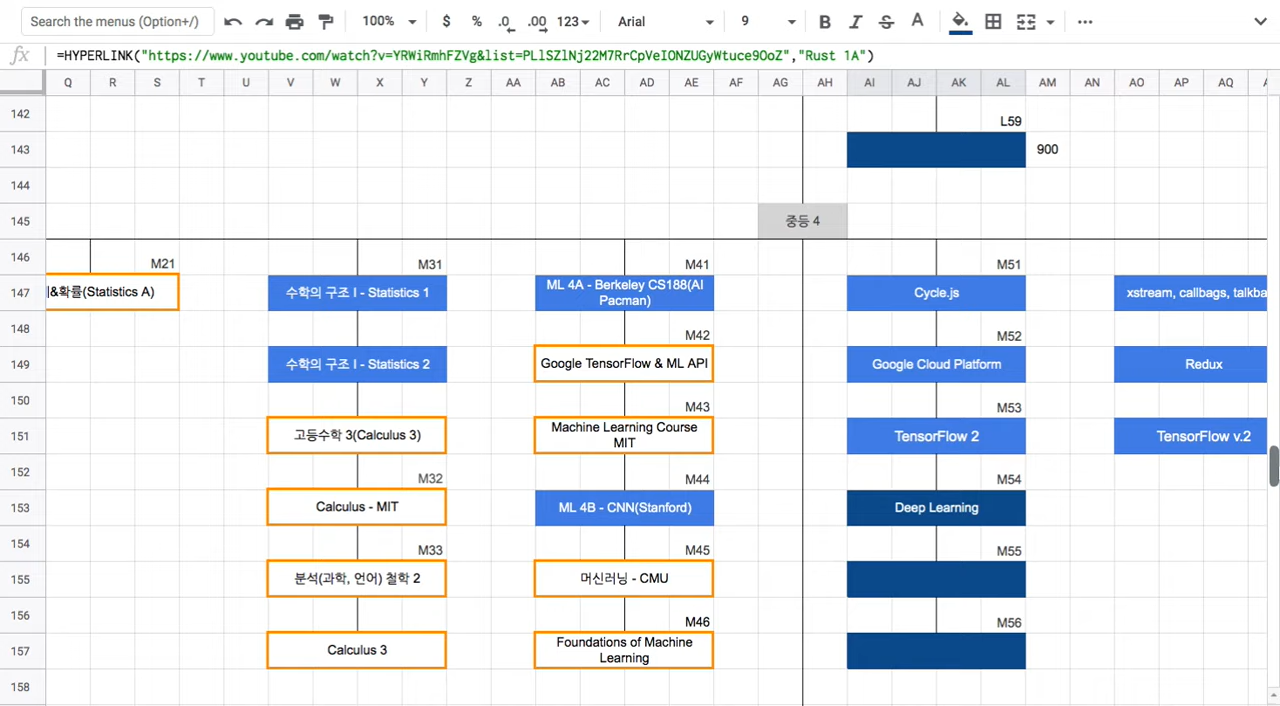 Search the menus (Option+/) 100% $ % .0 .00 123 Arial 9 B I S A
fx =HYPERLINK("https://www.youtube.com/watch?v=YRWiRmhFZVg&list=PLlSZlNj22M7RrCpVeIONZUGyWtuce9OoZ","Rust 1A")
Q R S T U V W X Y Z AA AB AC AD AE AF AG AH AI AJ AK AL AM AN AO AP AQ
142 L59
143 900
144
145 중등 4
146 M21 M31 M41 M51
147 &확률(Statistics A) 수학의 구조 I - Statistics 1 ML 4A - Berkeley CS188(AI Cycle.js xstream, callbags, talkba
Pacman)
148 M42 M52
149 수학의 구조 I - Statistics 2 Google TensorFlow & ML API Google Cloud Platform Redux
150 M43 M53
151 고등수학 3(Calculus 3) Machine Learning Course TensorFlow 2 TensorFlow v.2
MIT
152 M32 M44 M54
153 Calculus - MIT ML 4B - CNN(Stanford) Deep Learning
154 M33 M45 M55
155 분석(과학, 언어) 철학 2 머신러닝 - CMU
156 M46 M56
157 Calculus 3 Foundations of Machine
Learning
158